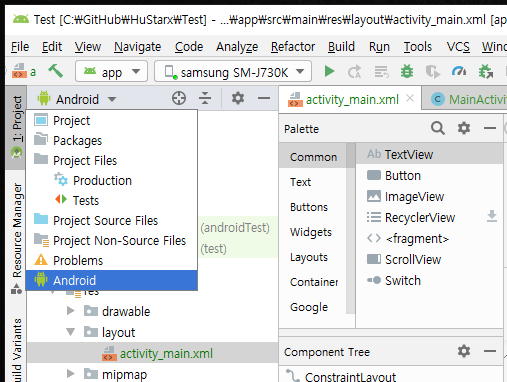 Test [C:₩GitHub₩HuStarx₩Test] - ...₩app₩src₩main₩res₩layout₩activity_main.xml [ap
File Edit View Navigate Code Analyze Refactor Build Run Tools VCS Window
a app samsung SM-J730K
1: Project
Resource Manager
Build Variants
Android
Project
Packages
Project Files
Production
Tests
Project Source Files
Project Non-Source Files
Problems
Android
(androidTest)
(test)
res
drawable
layout
activity_main.xml
mipmap
activity_main.xml MainActivi
Palette
Common
Text
Buttons
Widgets
Layouts
Container
Google
Ab TextView
Button
ImageView
RecyclerView
<> <fragment>
ScrollView
Switch
Component Tree
ConstraintLayout